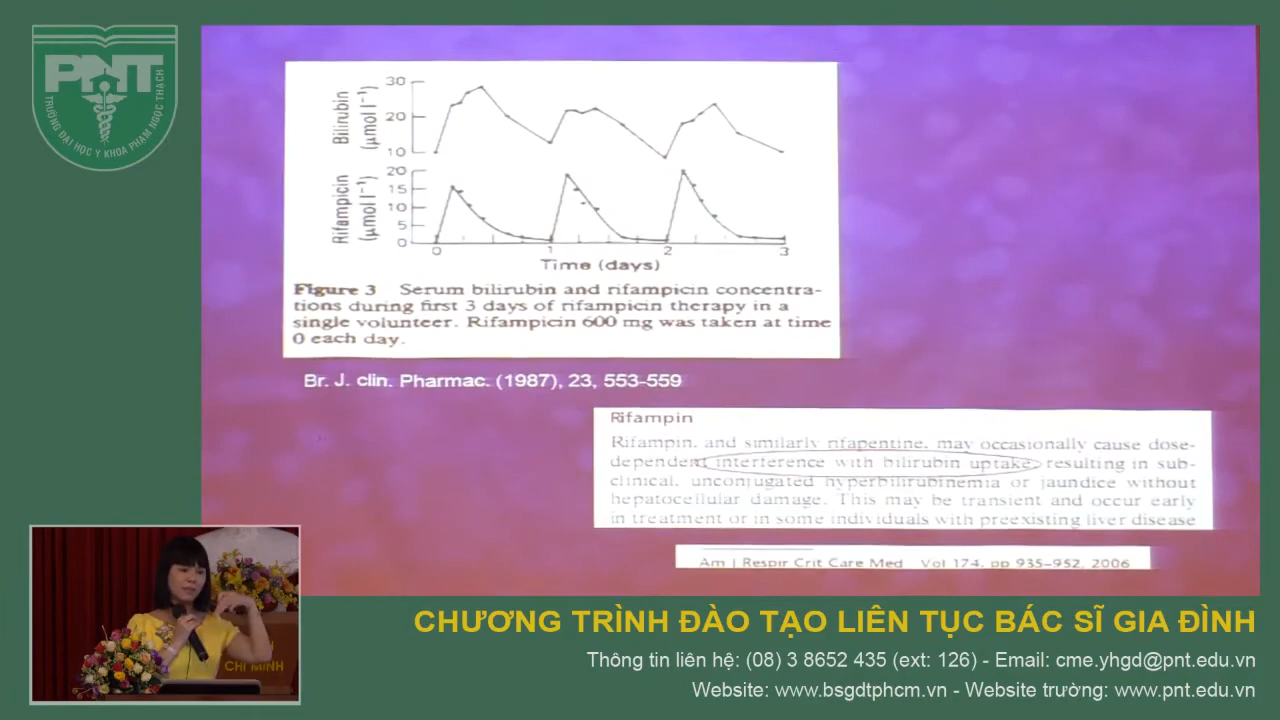 PNT
TRƯỜNG ĐẠI HỌC Y KHOA PHẠM NGỌC THẠCH
Bilirubin
(μmol l⁻¹)
30
20
10
Rifampicin
(μmol l⁻¹)
20
15
10
5
0
0 1 2 3
Time (days)
Figure 3 Serum bilirubin and rifampicin concentra-
tions during first 3 days of rifampicin therapy in a
single volunteer. Rifampicin 600 mg was taken at time
0 each day.
Br. J. clin. Pharmac. (1987), 23, 553-559
Rifampin
Rifampin, and similarly rifapentine, may occasionally cause dose-
dependent interference with bilirubin uptake, resulting in sub-
clinical, unconjugated hyperbilirubinemia or jaundice without
hepatocellular damage. This may be transient and occur early
in treatment or in some individuals with preexisting liver disease
Am J Respir Crit Care Med Vol 174. pp 935–952, 2006
CHÍ MINH
CHƯƠNG TRÌNH ĐÀO TẠO LIÊN TỤC BÁC SĨ GIA ĐÌNH
Thông tin liên hệ: (08) 3 8652 435 (ext: 126) - Email: cme.yhgd@pnt.edu.vn
Website: www.bsgdtphcm.vn - Website trường: www.pnt.edu.vn